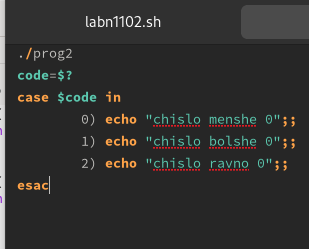 labn1102.sh
./prog2
code=$?
case $code in
        0) echo "chislo menshe 0";;
        1) echo "chislo bolshe 0";;
        2) echo "chislo ravno 0";;
esac